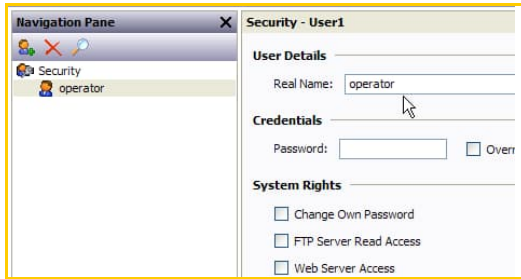 Navigation Pane
Security
operator
Security - User1
User Details
Real Name: operator
Credentials
Password:
System Rights
Change Own Password
FTP Server Read Access
Web Server Access